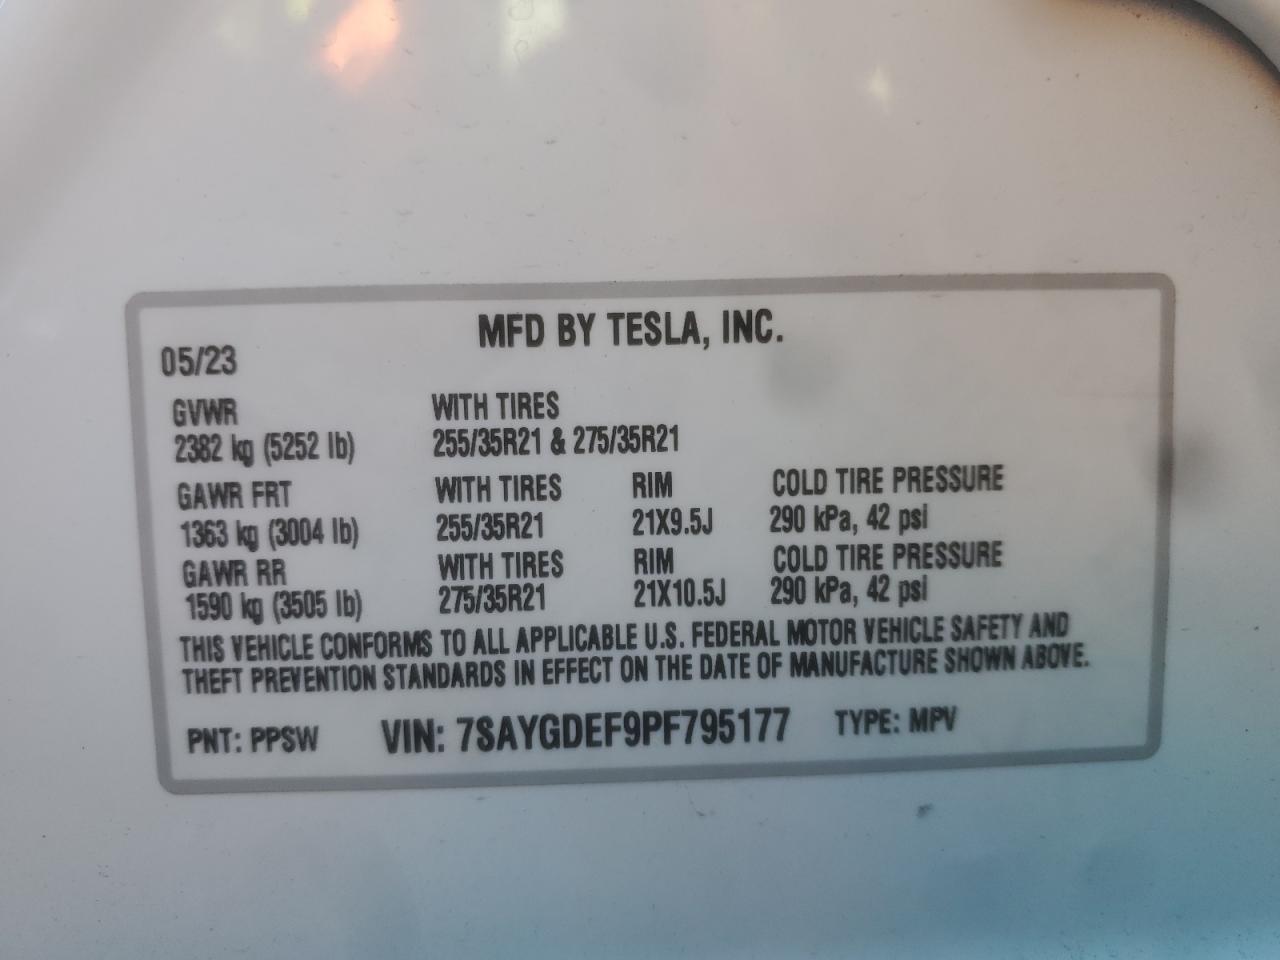 MFD BY TESLA, INC.
05/23
GVWR WITH TIRES
2382 kg (5252 lb) 255/35R21 & 275/35R21
GAWR FRT WITH TIRES RIM COLD TIRE PRESSURE
1363 kg (3004 lb) 255/35R21 21X9.5J 290 kPa, 42 psi
GAWR RR WITH TIRES RIM COLD TIRE PRESSURE
1590 kg (3505 lb) 275/35R21 21X10.5J 290 kPa, 42 psi
THIS VEHICLE CONFORMS TO ALL APPLICABLE U.S. FEDERAL MOTOR VEHICLE SAFETY AND
THEFT PREVENTION STANDARDS IN EFFECT ON THE DATE OF MANUFACTURE SHOWN ABOVE.
PNT: PPSW VIN: 7SAYGDEF9PF795177 TYPE: MPV